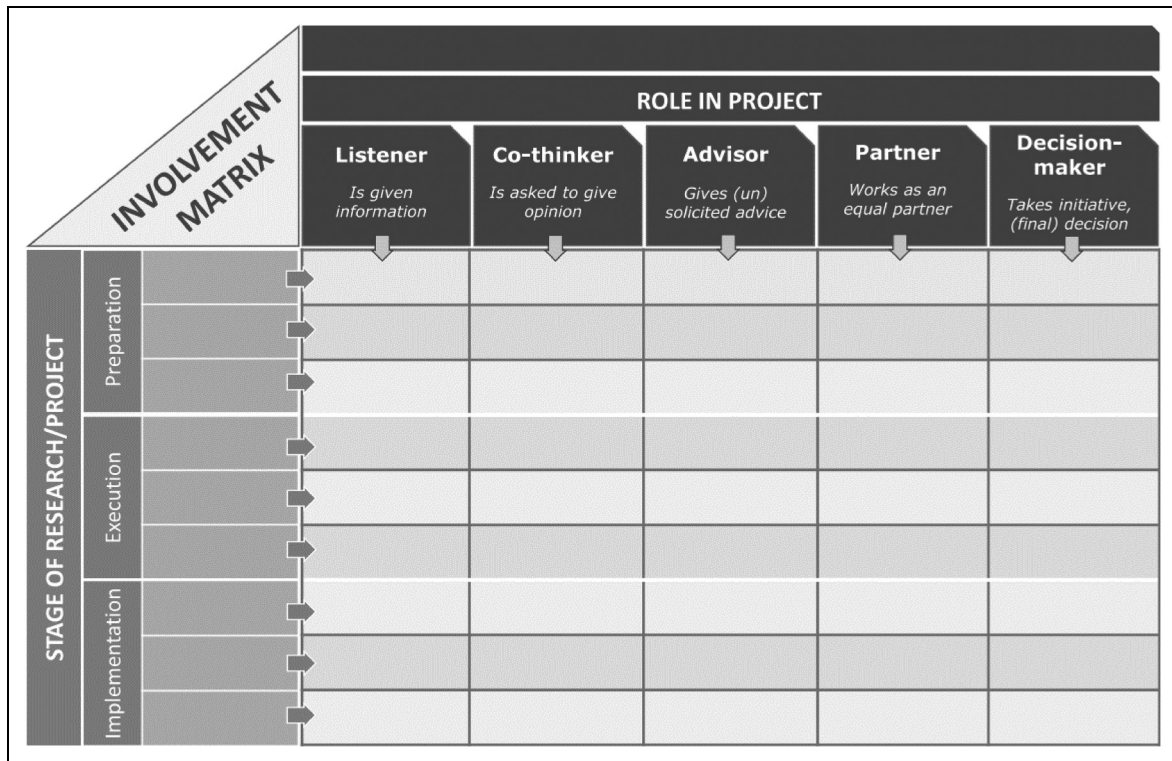 INVOLVEMENT
MATRIX
ROLE IN PROJECT
Listener
Is given
information
Co-thinker
Is asked to give
opinion
Advisor
Gives (un)
solicited advice
Partner
Works as an
equal partner
Decision-
maker
Takes initiative,
(final) decision
STAGE OF RESEARCH/PROJECT
Preparation
Execution
Implementation